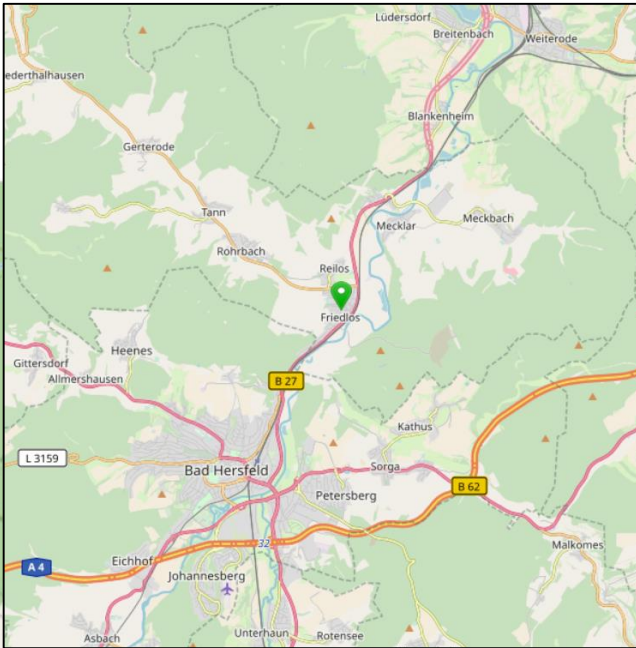 Lüdersdorf
Breitenbach
Weiterode
ederthalhausen
Blankenheim
Gerterode
Tann
Meckbach
Mecklar
Rohrbach
Reilos
Friedlos
Heenes
Gittersdorf
Allmershausen
B 27
Kathus
L 3159
Bad Hersfeld
Sorga
B 62
Petersberg
32
Malkomes
Eichhof
A 4
Johannesberg
Asbach
Unterhaun
Rotensee